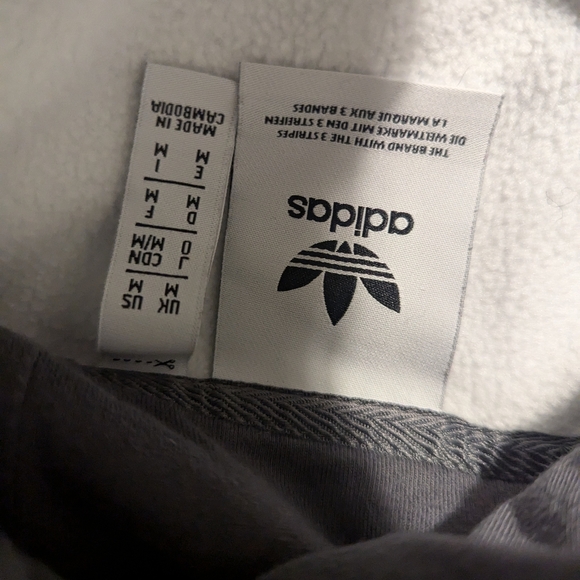 adidas
THE BRAND WITH THE 3 STRIPES
DIE WELTMARKE MIT DEN 3 STREIFEN
LA MARQUE AUX 3 BANDES
UK US
M M
J CDN
O M/M
D F
M M
E I
M M
MADE IN
CAMBODIA